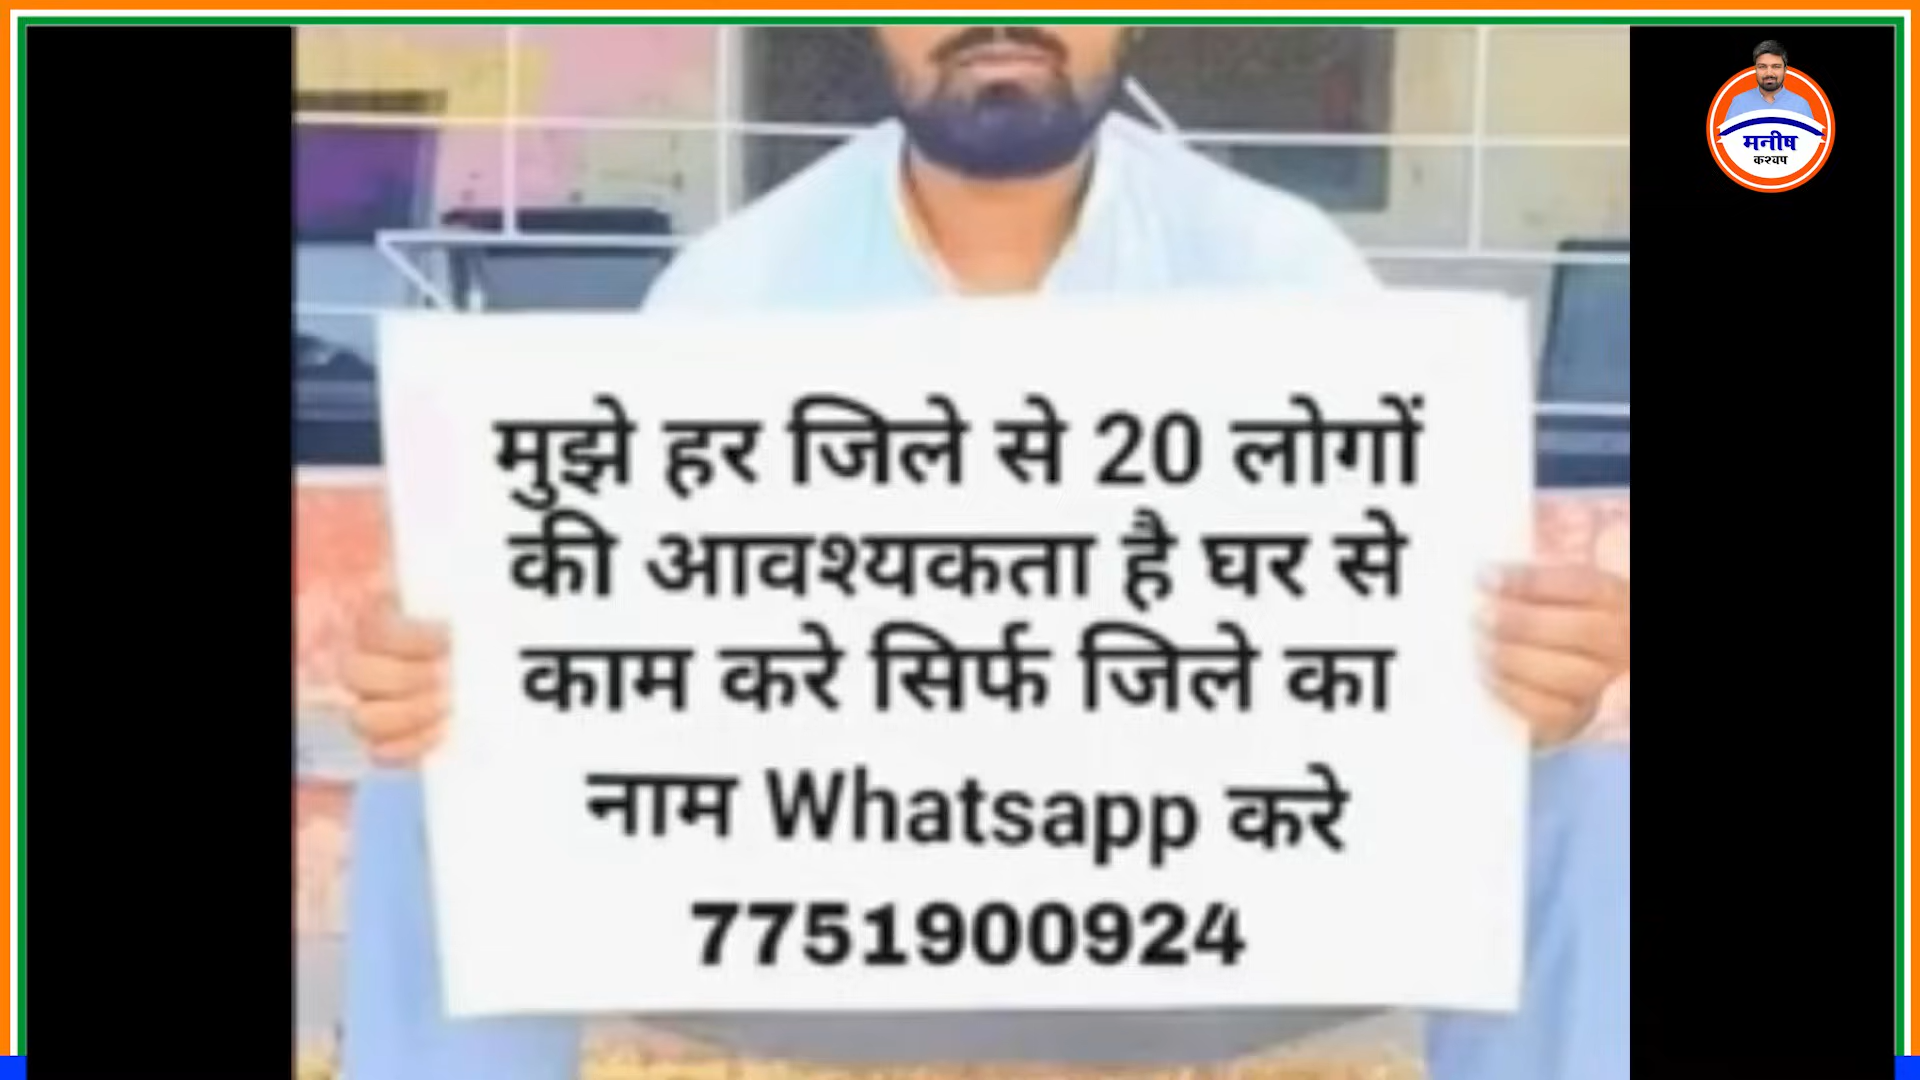 मनीष
कश्यप
मुझे हर जिले से 20 लोगों
की आवश्यकता है घर से
काम करे सिर्फ जिले का
नाम Whatsapp करे
7751900924